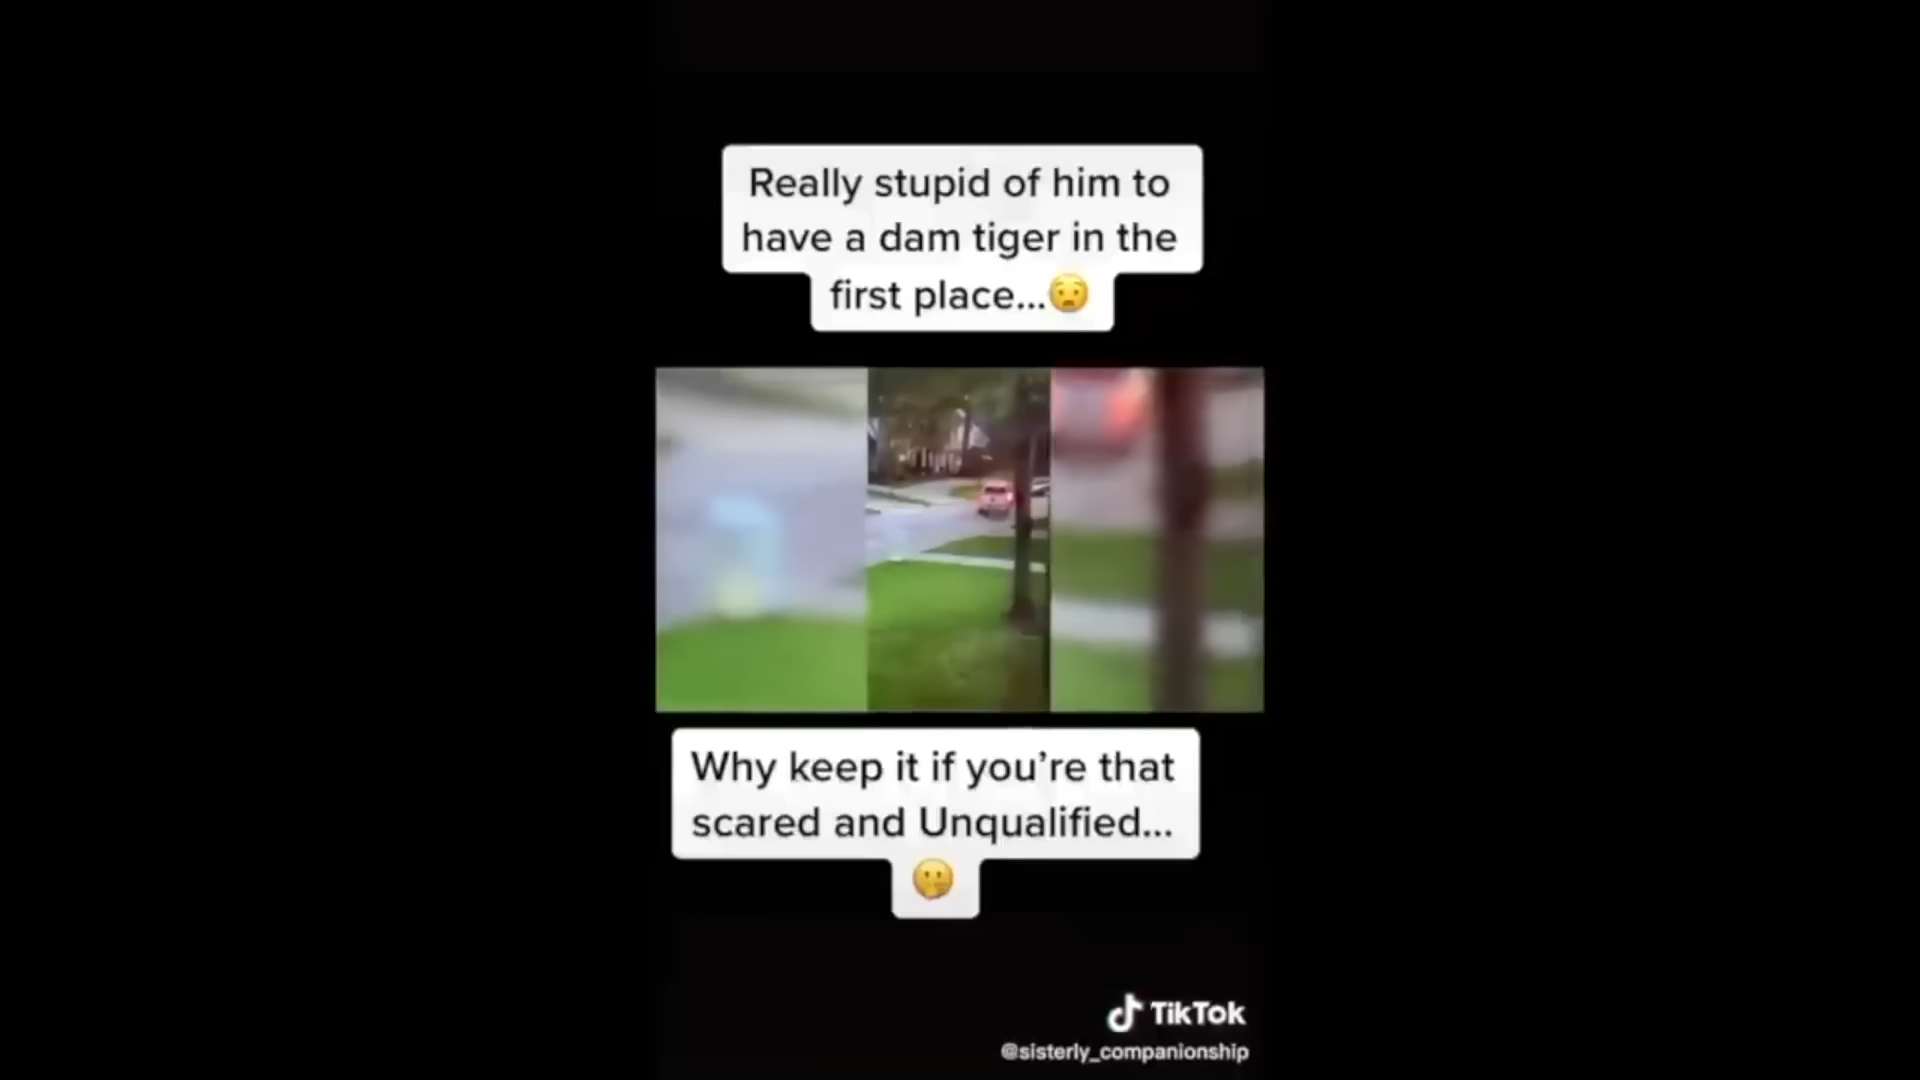 Really stupid of him to
have a dam tiger in the
first place...😧
Why keep it if you're that
scared and Unqualified...
🤫
TikTok
@sisterly_companionship